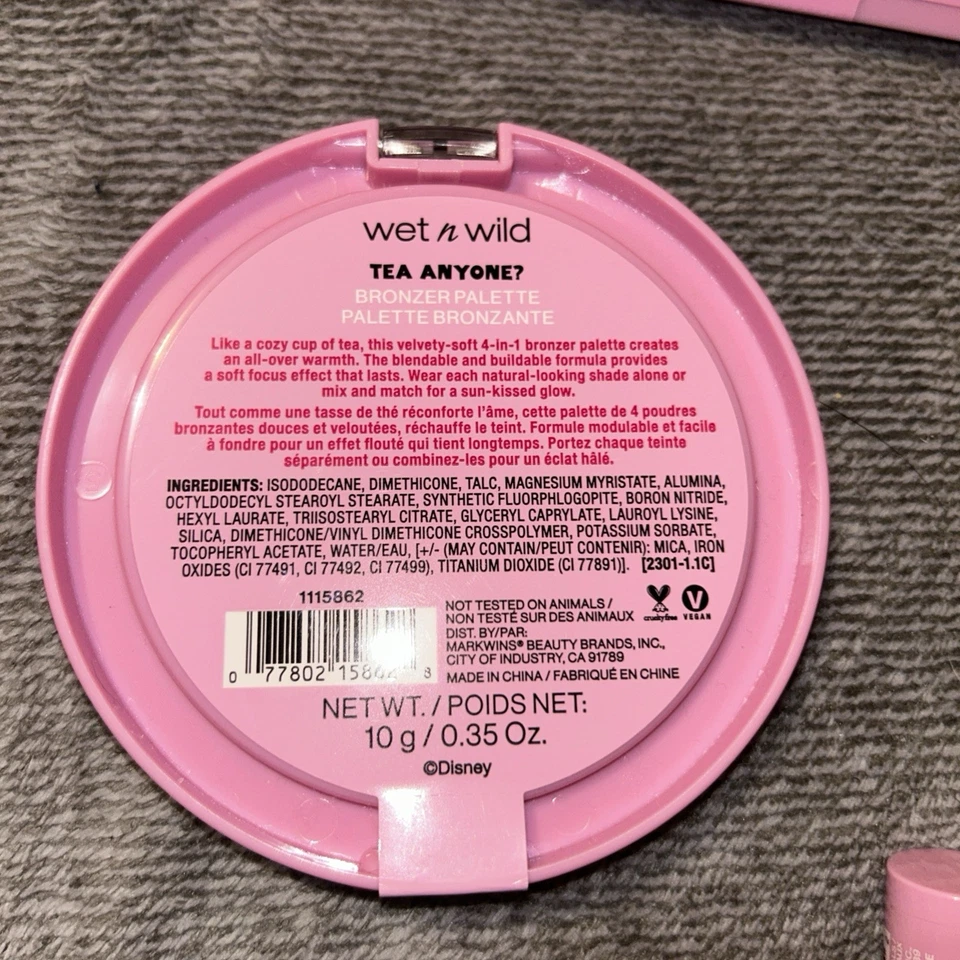 wet n wild
TEA ANYONE?
BRONZER PALETTE
PALETTE BRONZANTE
Like a cozy cup of tea, this velvety-soft 4-in-1 bronzer palette creates
an all-over warmth. The blendable and buildable formula provides
a soft focus effect that lasts. Wear each natural-looking shade alone or
mix and match for a sun-kissed glow.
Tout comme une tasse de thé réconforte l'âme, cette palette de 4 poudres
bronzantes douces et veloutées, réchauffe le teint. Formule modulable et facile
à fondre pour un effet flouté qui tient longtemps. Portez chaque teinte
séparément ou combinez-les pour un éclat hâlé.
INGREDIENTS: ISODODECANE, DIMETHICONE, TALC, MAGNESIUM MYRISTATE, ALUMINA,
OCTYLDODECYL STEAROYL STEARATE, SYNTHETIC FLUORPHLOGOPITE, BORON NITRIDE,
HEXYL LAURATE, TRIISOSTEARYL CITRATE, GLYCERYL CAPRYLATE, LAUROYL LYSINE,
SILICA, DIMETHICONE/VINYL DIMETHICONE CROSSPOLYMER, POTASSIUM SORBATE,
TOCOPHERYL ACETATE, WATER/EAU, [+/- (MAY CONTAIN/PEUT CONTENIR): MICA, IRON
OXIDES (CI 77491, CI 77492, CI 77499), TITANIUM DIOXIDE (CI 77891)]. [2301-1.1C]
1115862
0 77802 15862 8
NOT TESTED ON ANIMALS /
NON TESTÉ SUR DES ANIMAUX
cruelty free
V
VEGAN
DIST. BY/PAR:
MARKWINS® BEAUTY BRANDS, INC.,
CITY OF INDUSTRY, CA 91789
MADE IN CHINA / FABRIQUÉ EN CHINE
NET WT. / POIDS NET:
10 g / 0.35 Oz.
©Disney